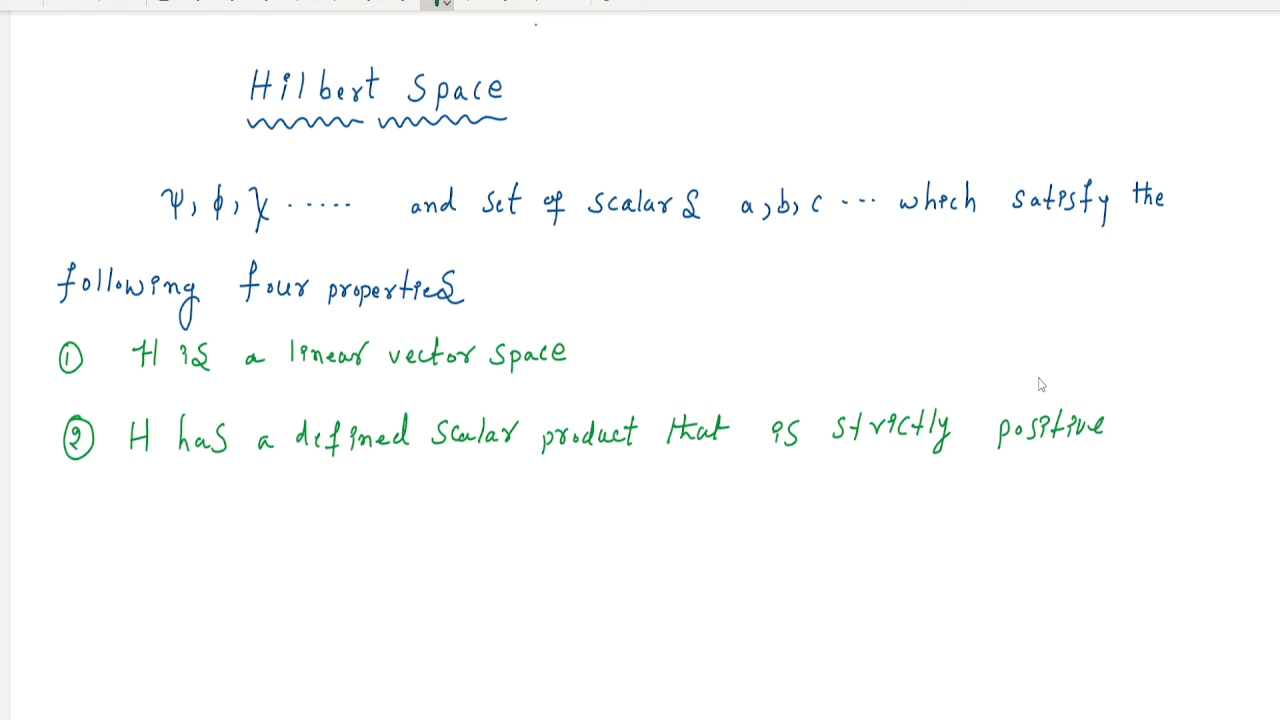 Hilbert Space
ψ, φ, χ ...... and set of scalars a, b, c ... which satisfy the
following four properties
① H is a linear vector space
② H has a defined scalar product that is strictly positive